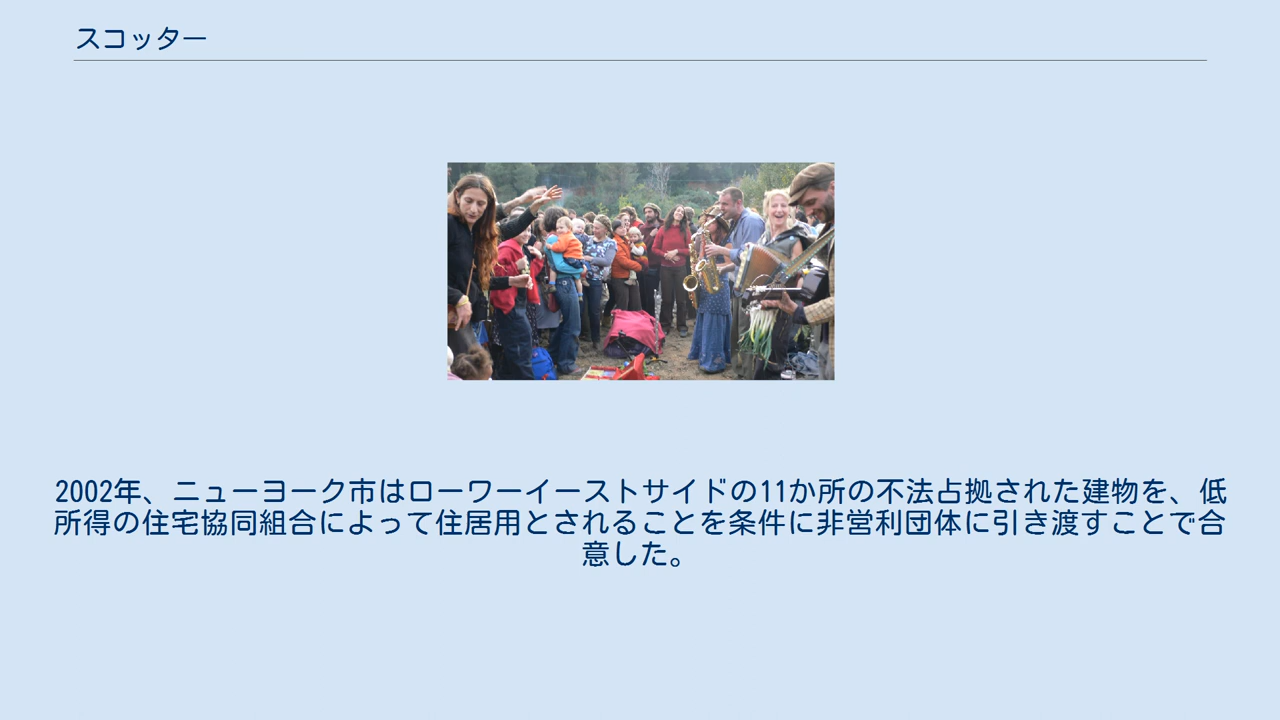 スコッター
2002年、ニューヨーク市はローワーイーストサイドの11か所の不法占拠された建物を、低
所得の住宅協同組合によって住居用とされることを条件に非営利団体に引き渡すことで合
意した。